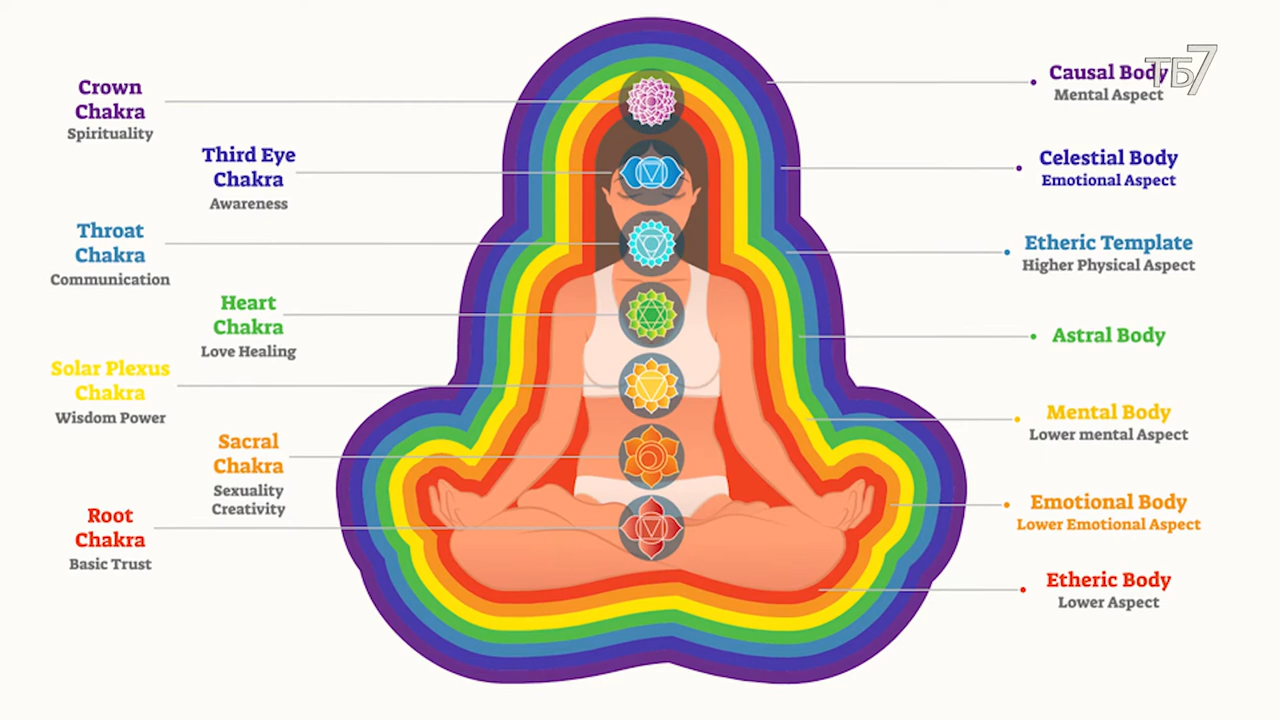 Crown
Chakra
Spirituality
Third Eye
Chakra
Awareness
Throat
Chakra
Communication
Heart
Chakra
Love Healing
Solar Plexus
Chakra
Wisdom Power
Sacral
Chakra
Sexuality
Creativity
Root
Chakra
Basic Trust
Causal Body
Mental Aspect
ТБ7
Celestial Body
Emotional Aspect
Etheric Template
Higher Physical Aspect
Astral Body
Mental Body
Lower mental Aspect
Emotional Body
Lower Emotional Aspect
Etheric Body
Lower Aspect